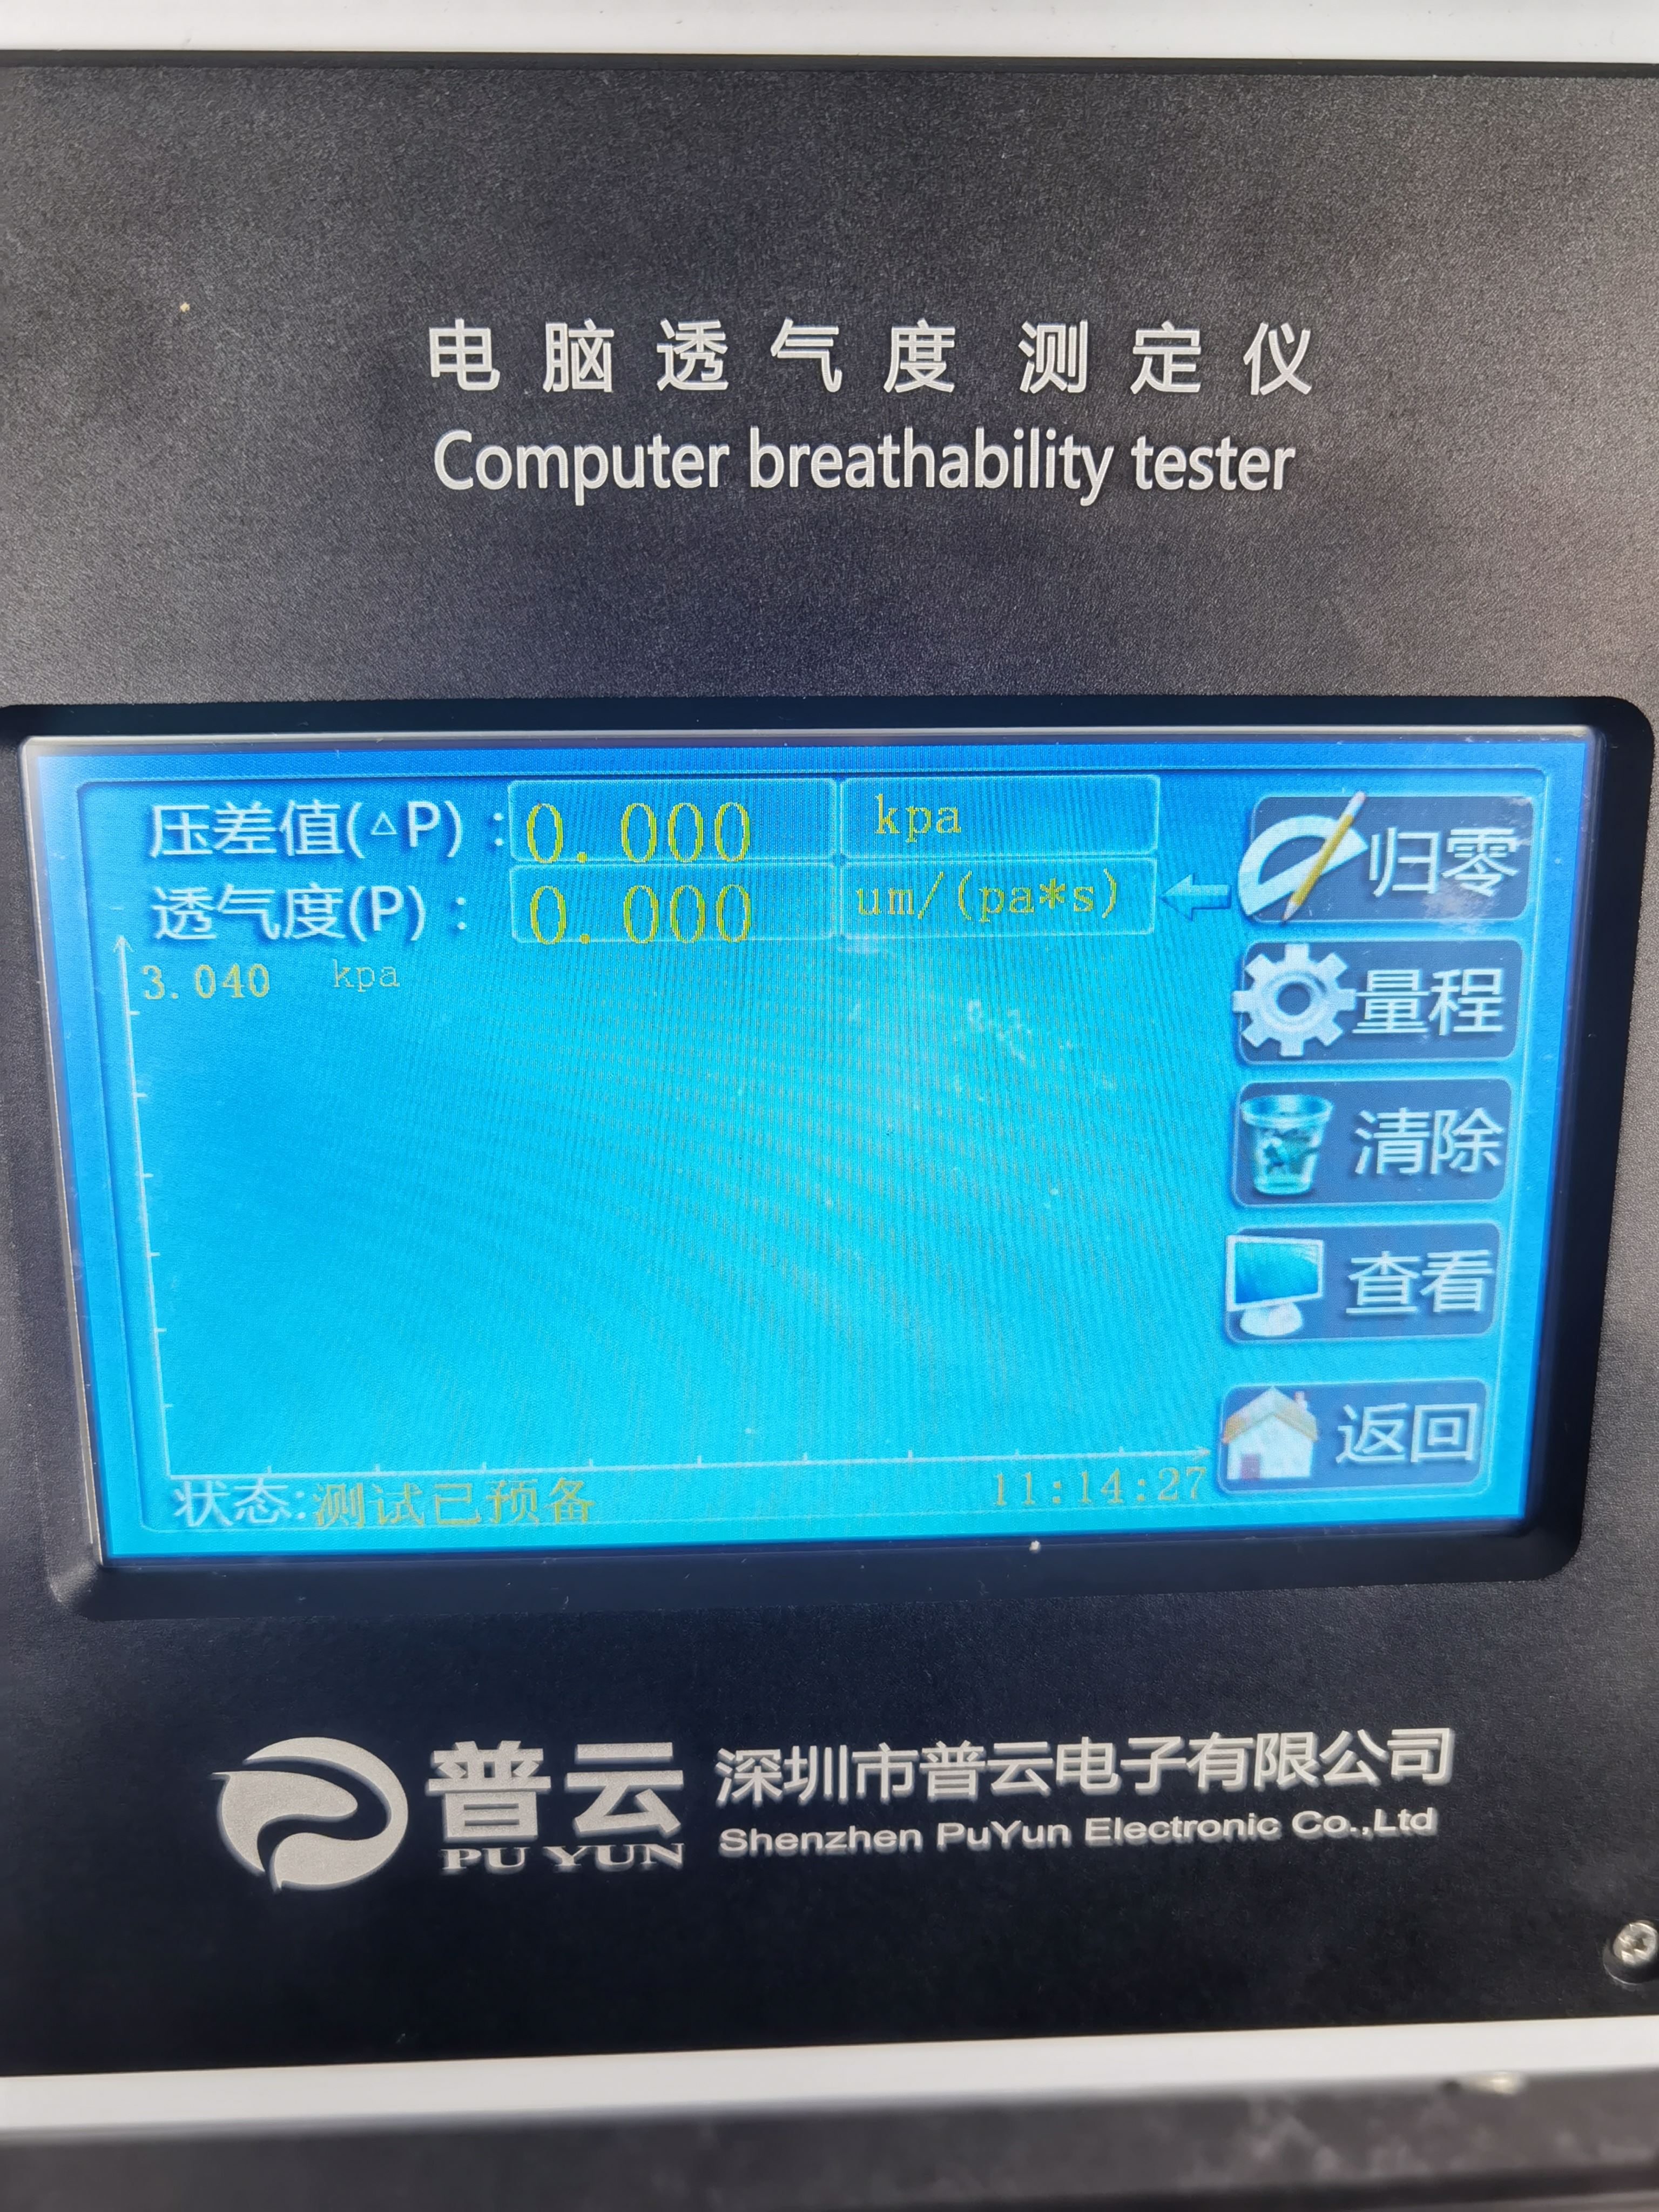 电脑透气度 测定仪
Computer breathability tester
压差值(△P) : 0.000 kpa
归零
透气度(P) : 0.000 um/(pa*s)
3.040 kpa
量程
清除
查看
返回
状态:测试已预备 11:14:27
普云 深圳市普云电子有限公司
PU YUN Shenzhen PuYun Electronic Co.,Ltd